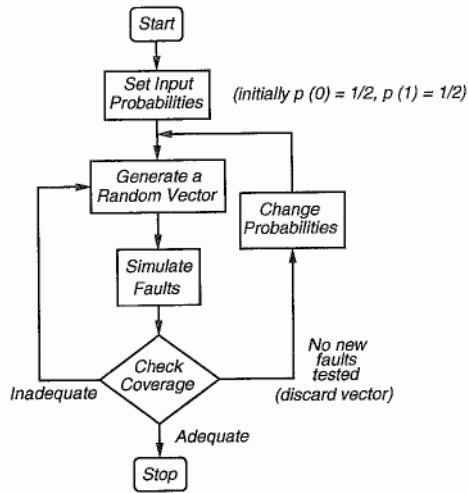 Start
Set Input
Probabilities
(initially p (0) = 1/2, p (1) = 1/2)
Generate a
Random Vector
Change
Probabilities
Simulate
Faults
Check
Coverage
No new
faults
tested
(discard vector)
Inadequate
Adequate
Stop